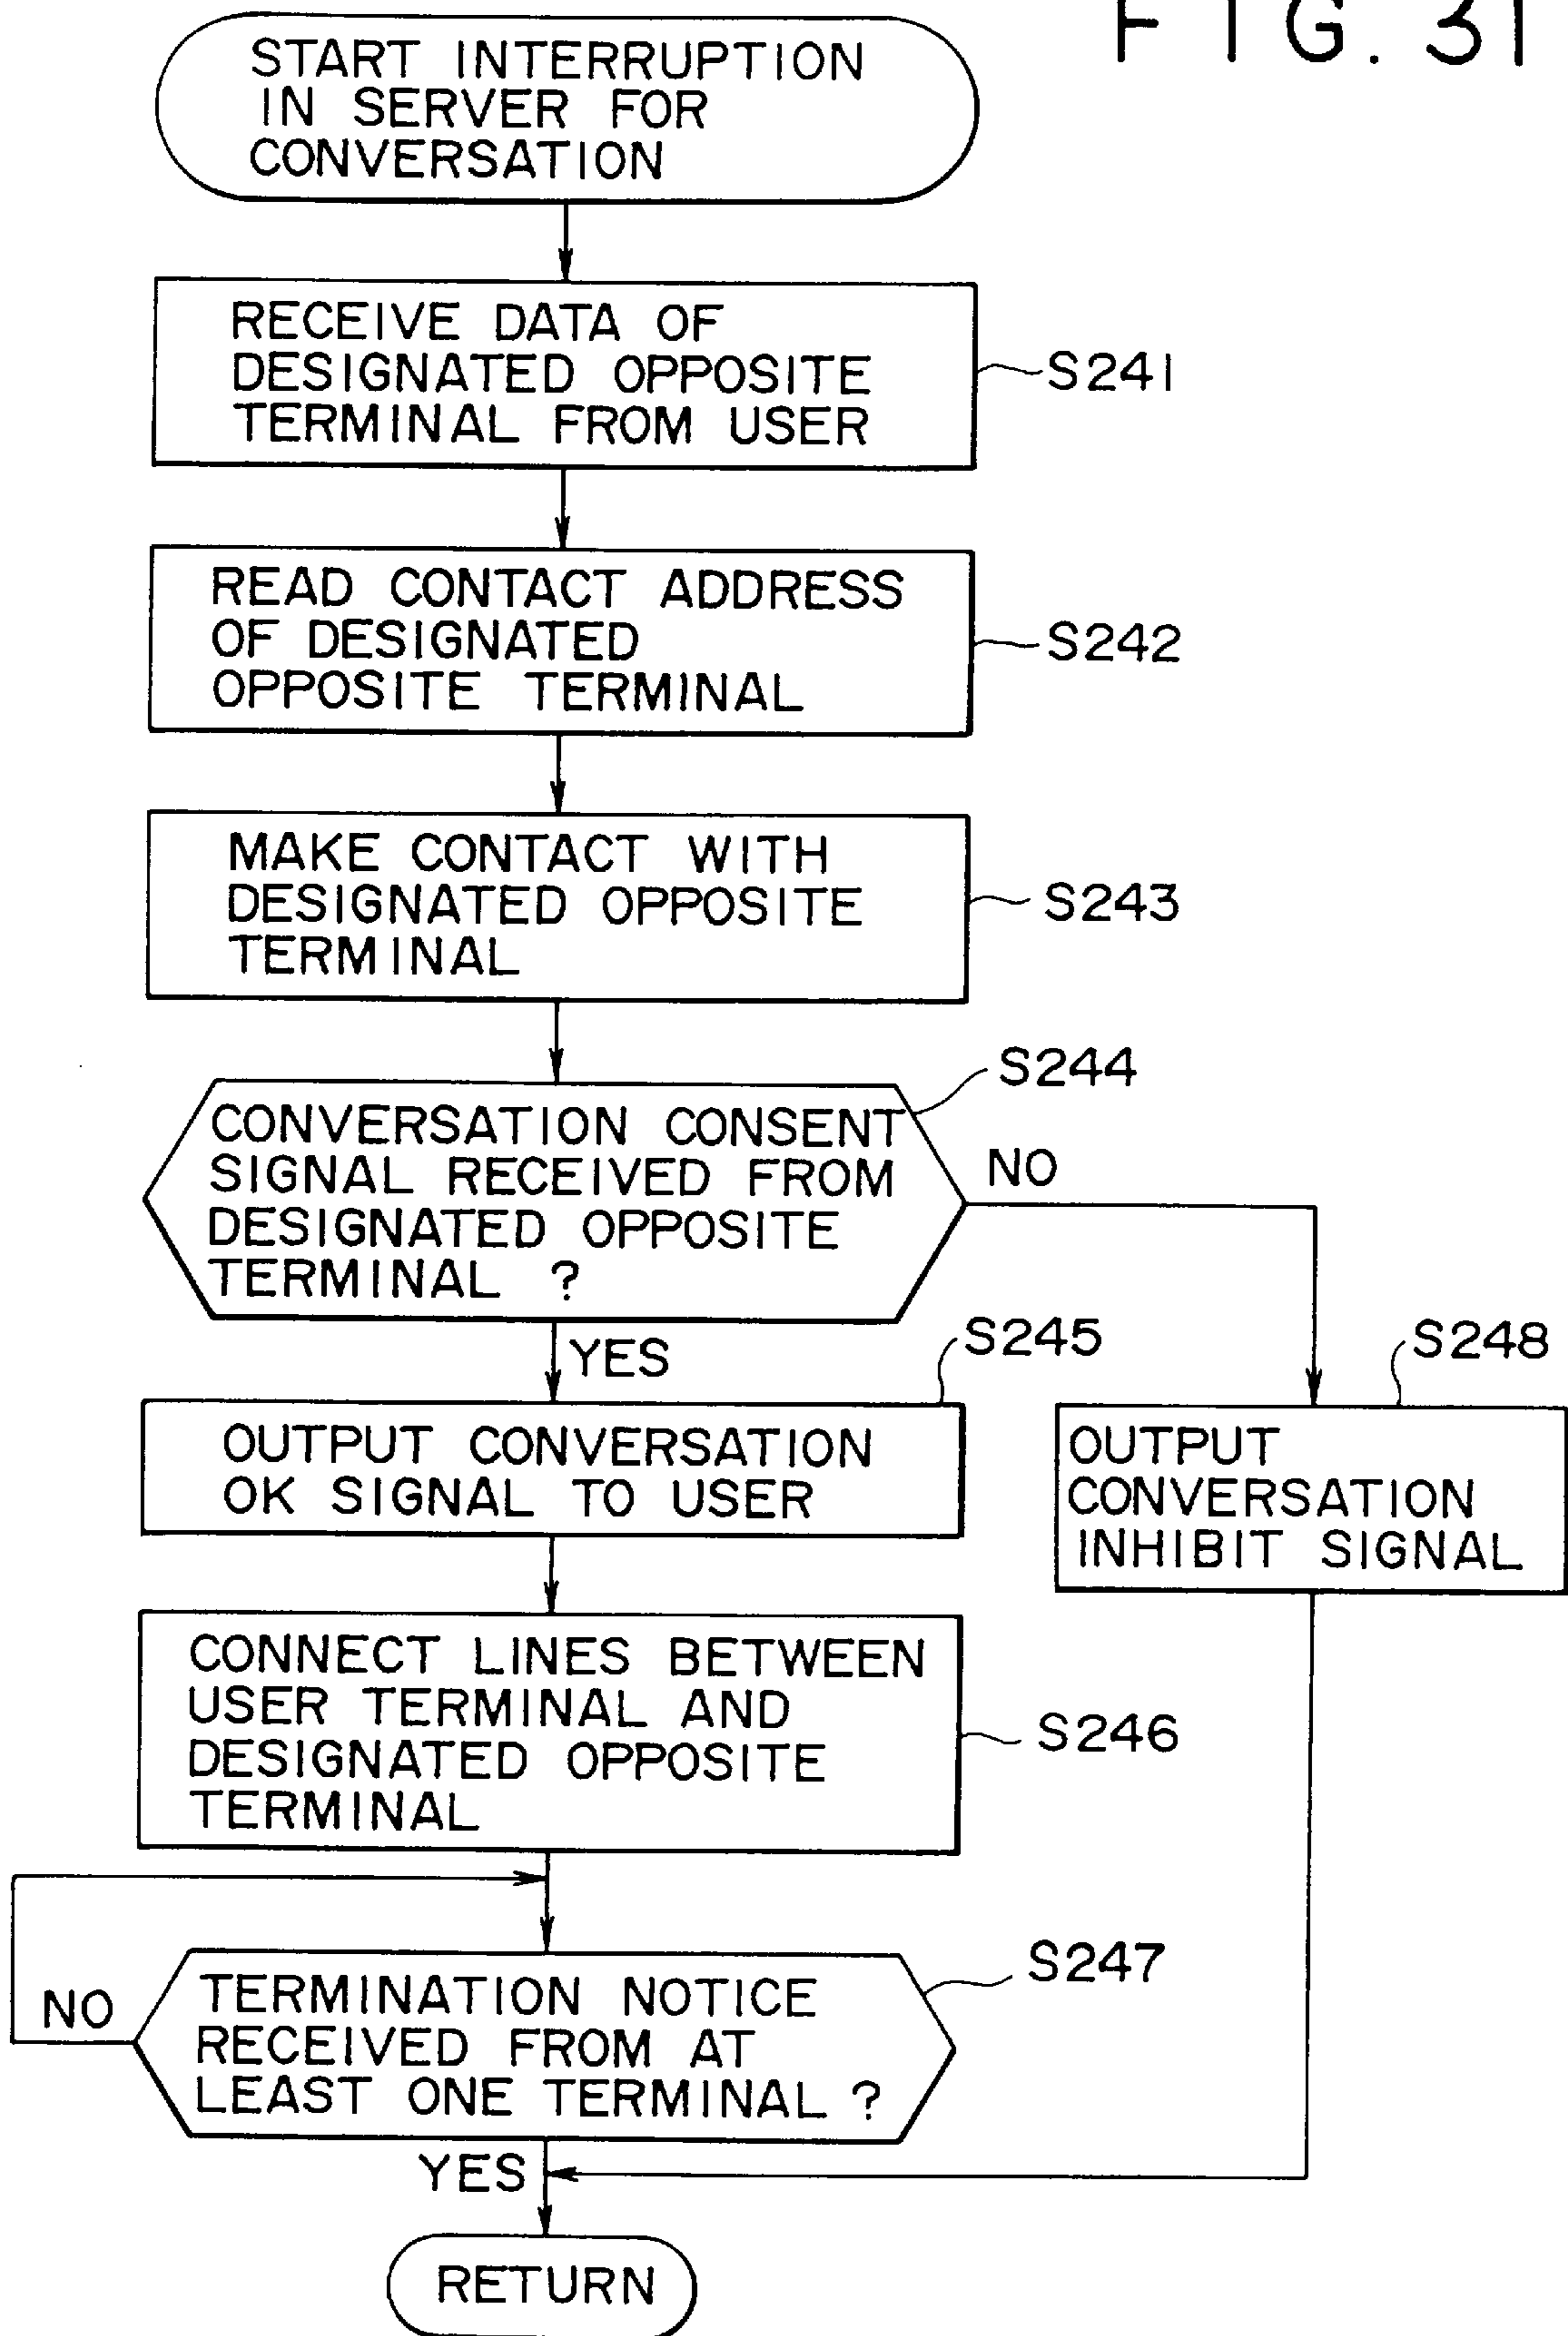 FIG. 31
START INTERRUPTION
IN SERVER FOR
CONVERSATION
RECEIVE DATA OF
DESIGNATED OPPOSITE
TERMINAL FROM USER
S241
READ CONTACT ADDRESS
OF DESIGNATED
OPPOSITE TERMINAL
S242
MAKE CONTACT WITH
DESIGNATED OPPOSITE
TERMINAL
S243
S244
CONVERSATION CONSENT
SIGNAL RECEIVED FROM
DESIGNATED OPPOSITE
TERMINAL ?
NO
YES
S245
OUTPUT CONVERSATION
OK SIGNAL TO USER
S248
OUTPUT
CONVERSATION
INHIBIT SIGNAL
CONNECT LINES BETWEEN
USER TERMINAL AND
DESIGNATED OPPOSITE
TERMINAL
S246
S247
TERMINATION NOTICE
RECEIVED FROM AT
LEAST ONE TERMINAL ?
NO
YES
RETURN